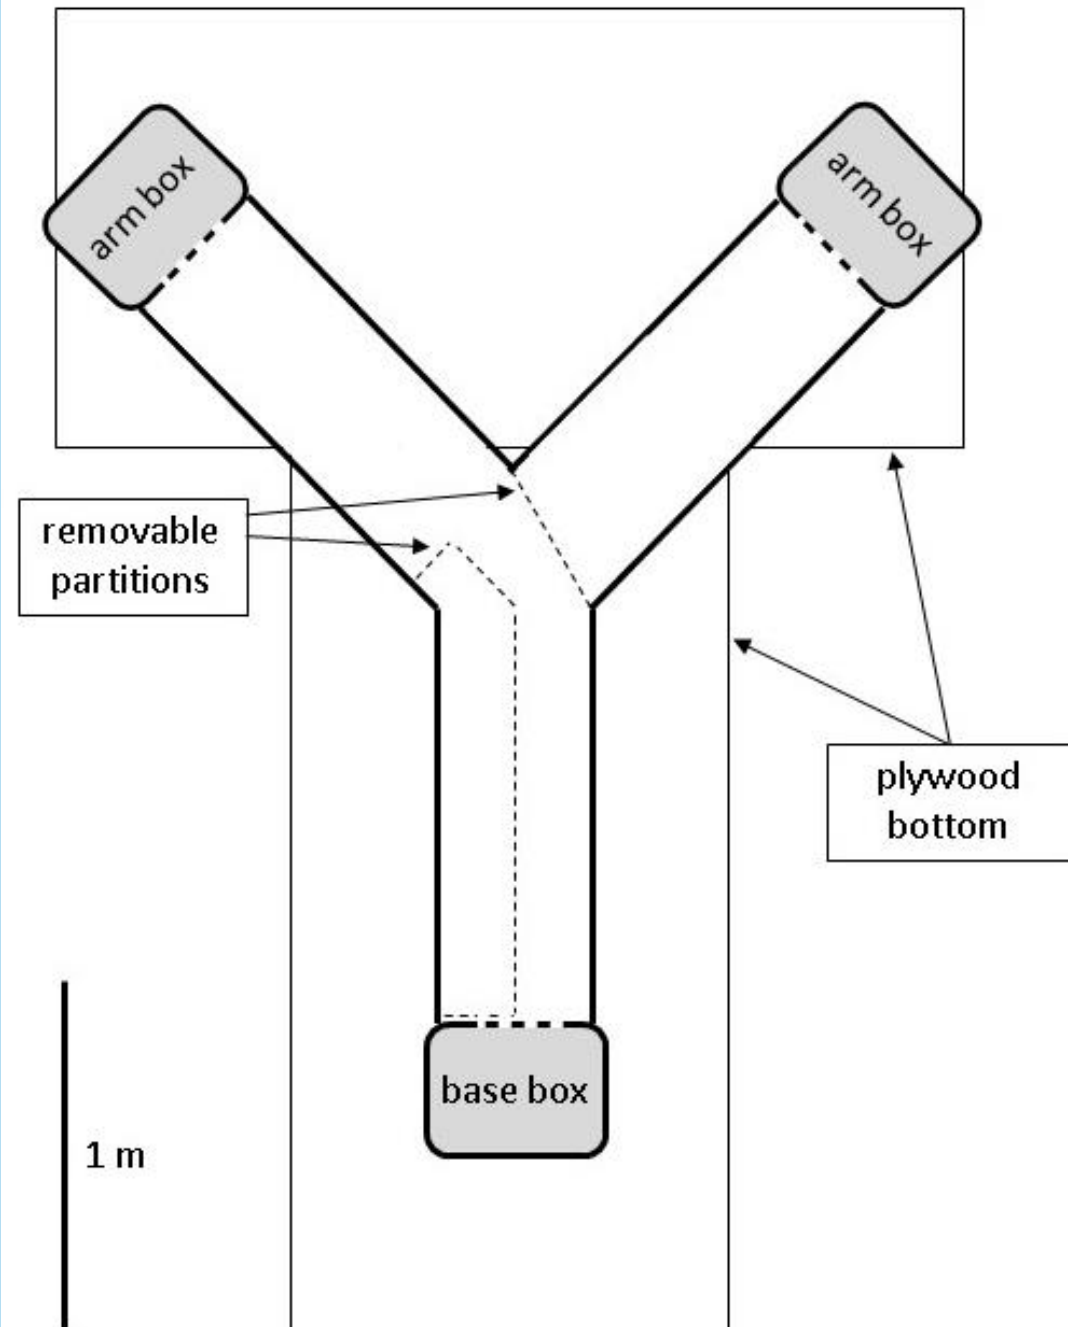 arm box
arm box
removable
partitions
plywood
bottom
base box
1 m